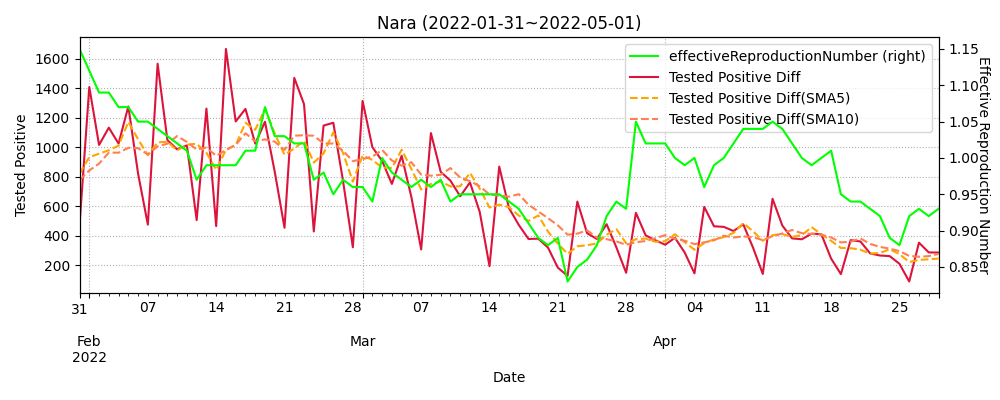 Nara (2022-01-31~2022-05-01)
effectiveReproductionNumber (right)
Tested Positive Diff
Tested Positive Diff(SMA5)
Tested Positive Diff(SMA10)
Tested Positive
1600
1400
1200
1000
800
600
400
200
1.15
1.10
1.05
1.00
0.95
0.90
0.85
Effective Reproduction Number
31 07 14 21 28 07 14 21 28 04 11 18 25
Feb Mar Apr
2022
Date